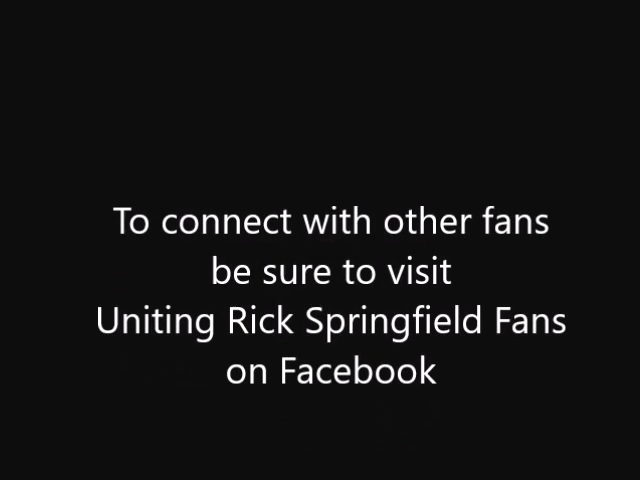 To connect with other fans
be sure to visit
Uniting Rick Springfield Fans
on Facebook